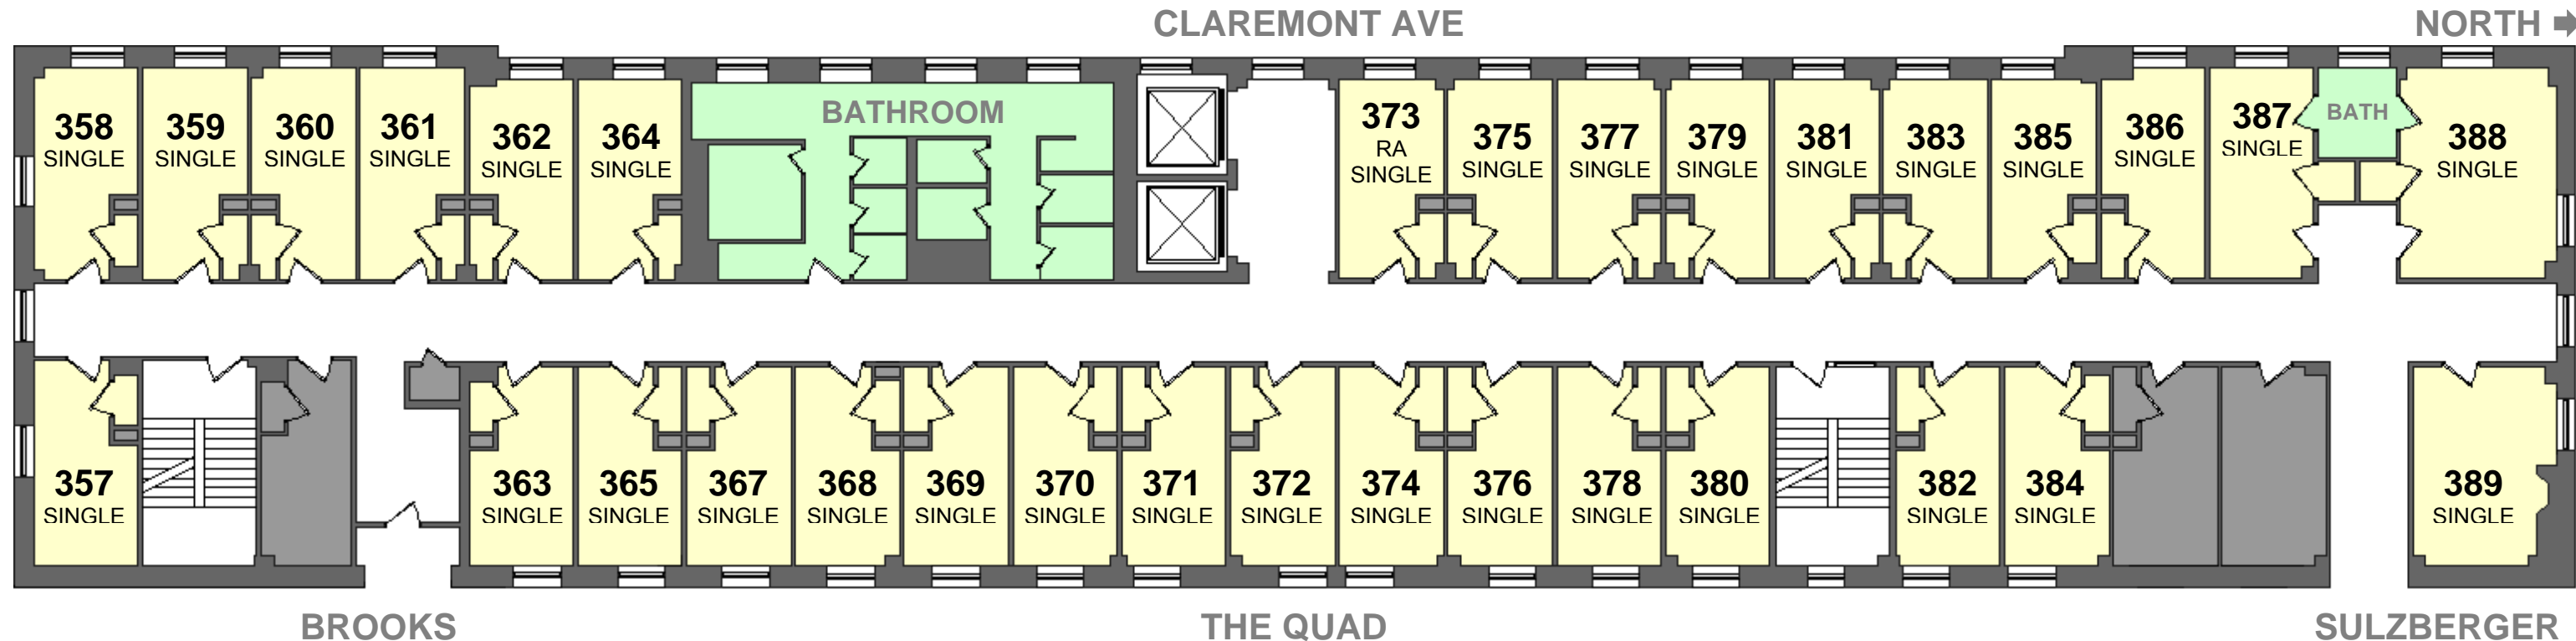 CLAREMONT AVE
NORTH
358
SINGLE
359
SINGLE
360
SINGLE
361
SINGLE
362
SINGLE
364
SINGLE
BATHROOM
373
RA
SINGLE
375
SINGLE
377
SINGLE
379
SINGLE
381
SINGLE
383
SINGLE
385
SINGLE
386
SINGLE
387
SINGLE
BATH
388
SINGLE
357
SINGLE
363
SINGLE
365
SINGLE
367
SINGLE
368
SINGLE
369
SINGLE
370
SINGLE
371
SINGLE
372
SINGLE
374
SINGLE
376
SINGLE
378
SINGLE
380
SINGLE
382
SINGLE
384
SINGLE
389
SINGLE
BROOKS
THE QUAD
SULZBERGER